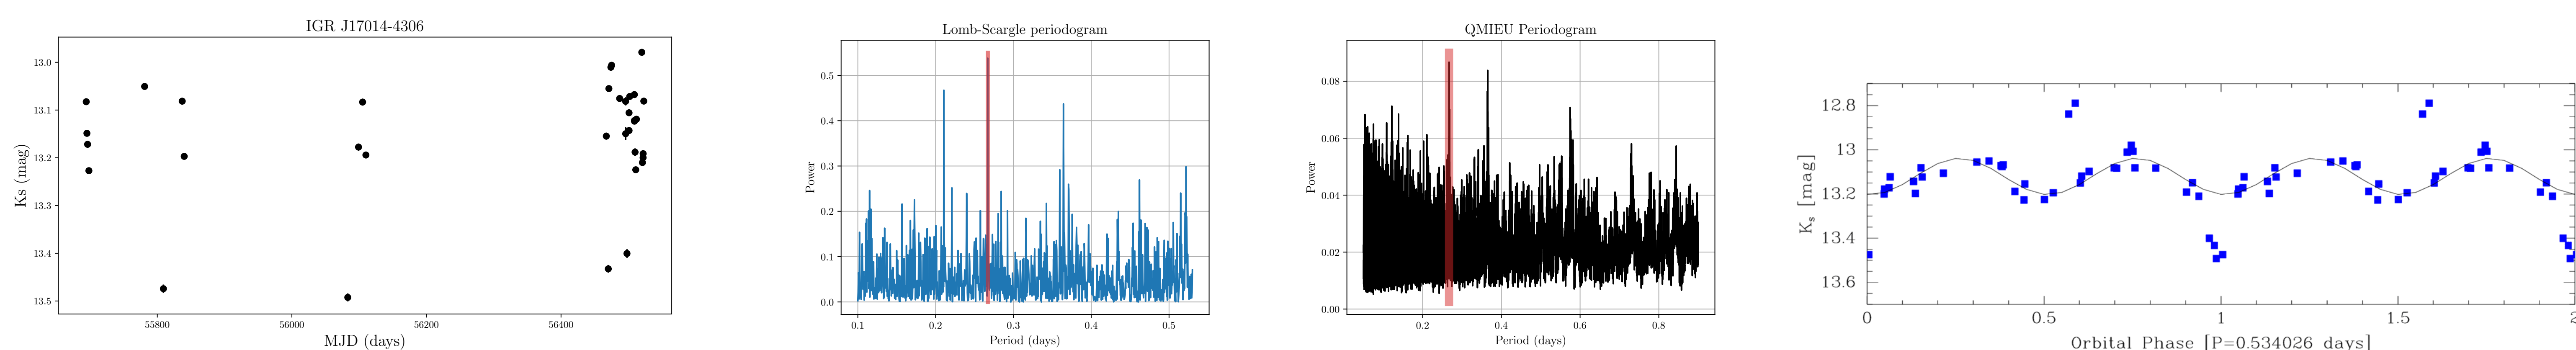 IGR J17014-4306
Ks (mag)
13.0
13.1
13.2
13.3
13.4
13.5
55800 56000 56200 56400
MJD (days)
Lomb-Scargle periodogram
Power
0.5
0.4
0.3
0.2
0.1
0.0
0.1 0.2 0.3 0.4 0.5
Period (days)
QMIEU Periodogram
Power
0.08
0.06
0.04
0.02
0.00
0.2 0.4 0.6 0.8
Period (days)
Ks [mag]
12.8
13
13.2
13.4
13.6
0 0.5 1 1.5 2
Orbital Phase [P=0.534026 days]